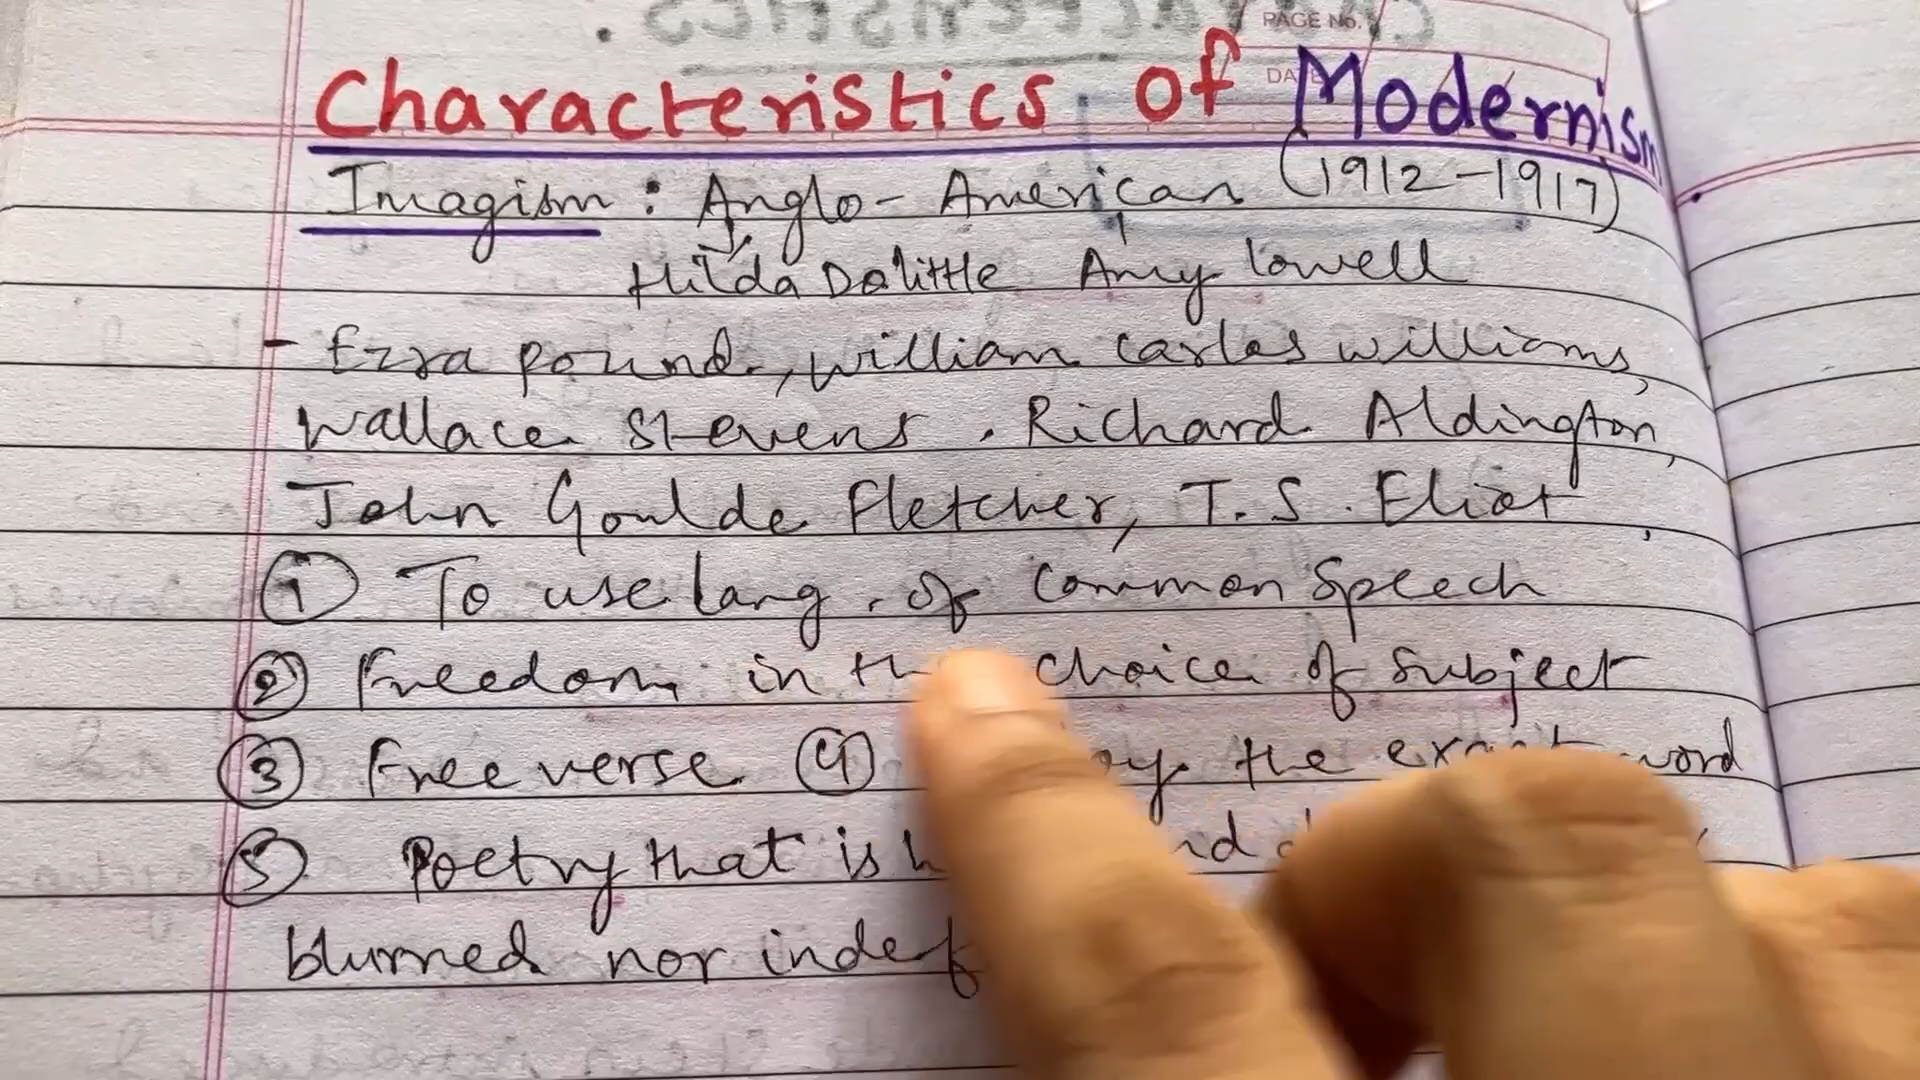 PAGE No.
DATE
Characteristics of Modernism
Imagism : Anglo-American (1912-1917)
Hilda Dolittle Amy Lowell
- Ezra Pound, William Carlos Williams,
Wallace Stevens, Richard Aldington,
John Goulde Fletcher, T.S. Eliot,
① To use lang. of common speech
② Freedom in the choice of subject
③ Free verse ④ the exact word
⑤ Poetry that is
blurred nor indef